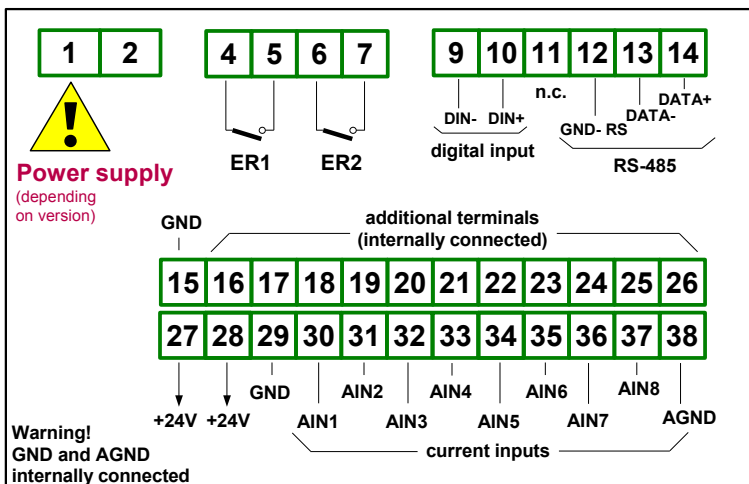 1 2 4 5 6 7 9 10 11 12 13 14
n.c.
DIN- DIN+ GND- RS DATA- DATA+
digital input
RS-485
ER1 ER2
!
Power supply
(depending
on version)
GND
additional terminals
(internally connected)
15 16 17 18 19 20 21 22 23 24 25 26
27 28 29 30 31 32 33 34 35 36 37 38
+24V +24V GND AIN1 AIN2 AIN3 AIN4 AIN5 AIN6 AIN7 AIN8 AGND
current inputs
Warning!
GND and AGND
internally connected